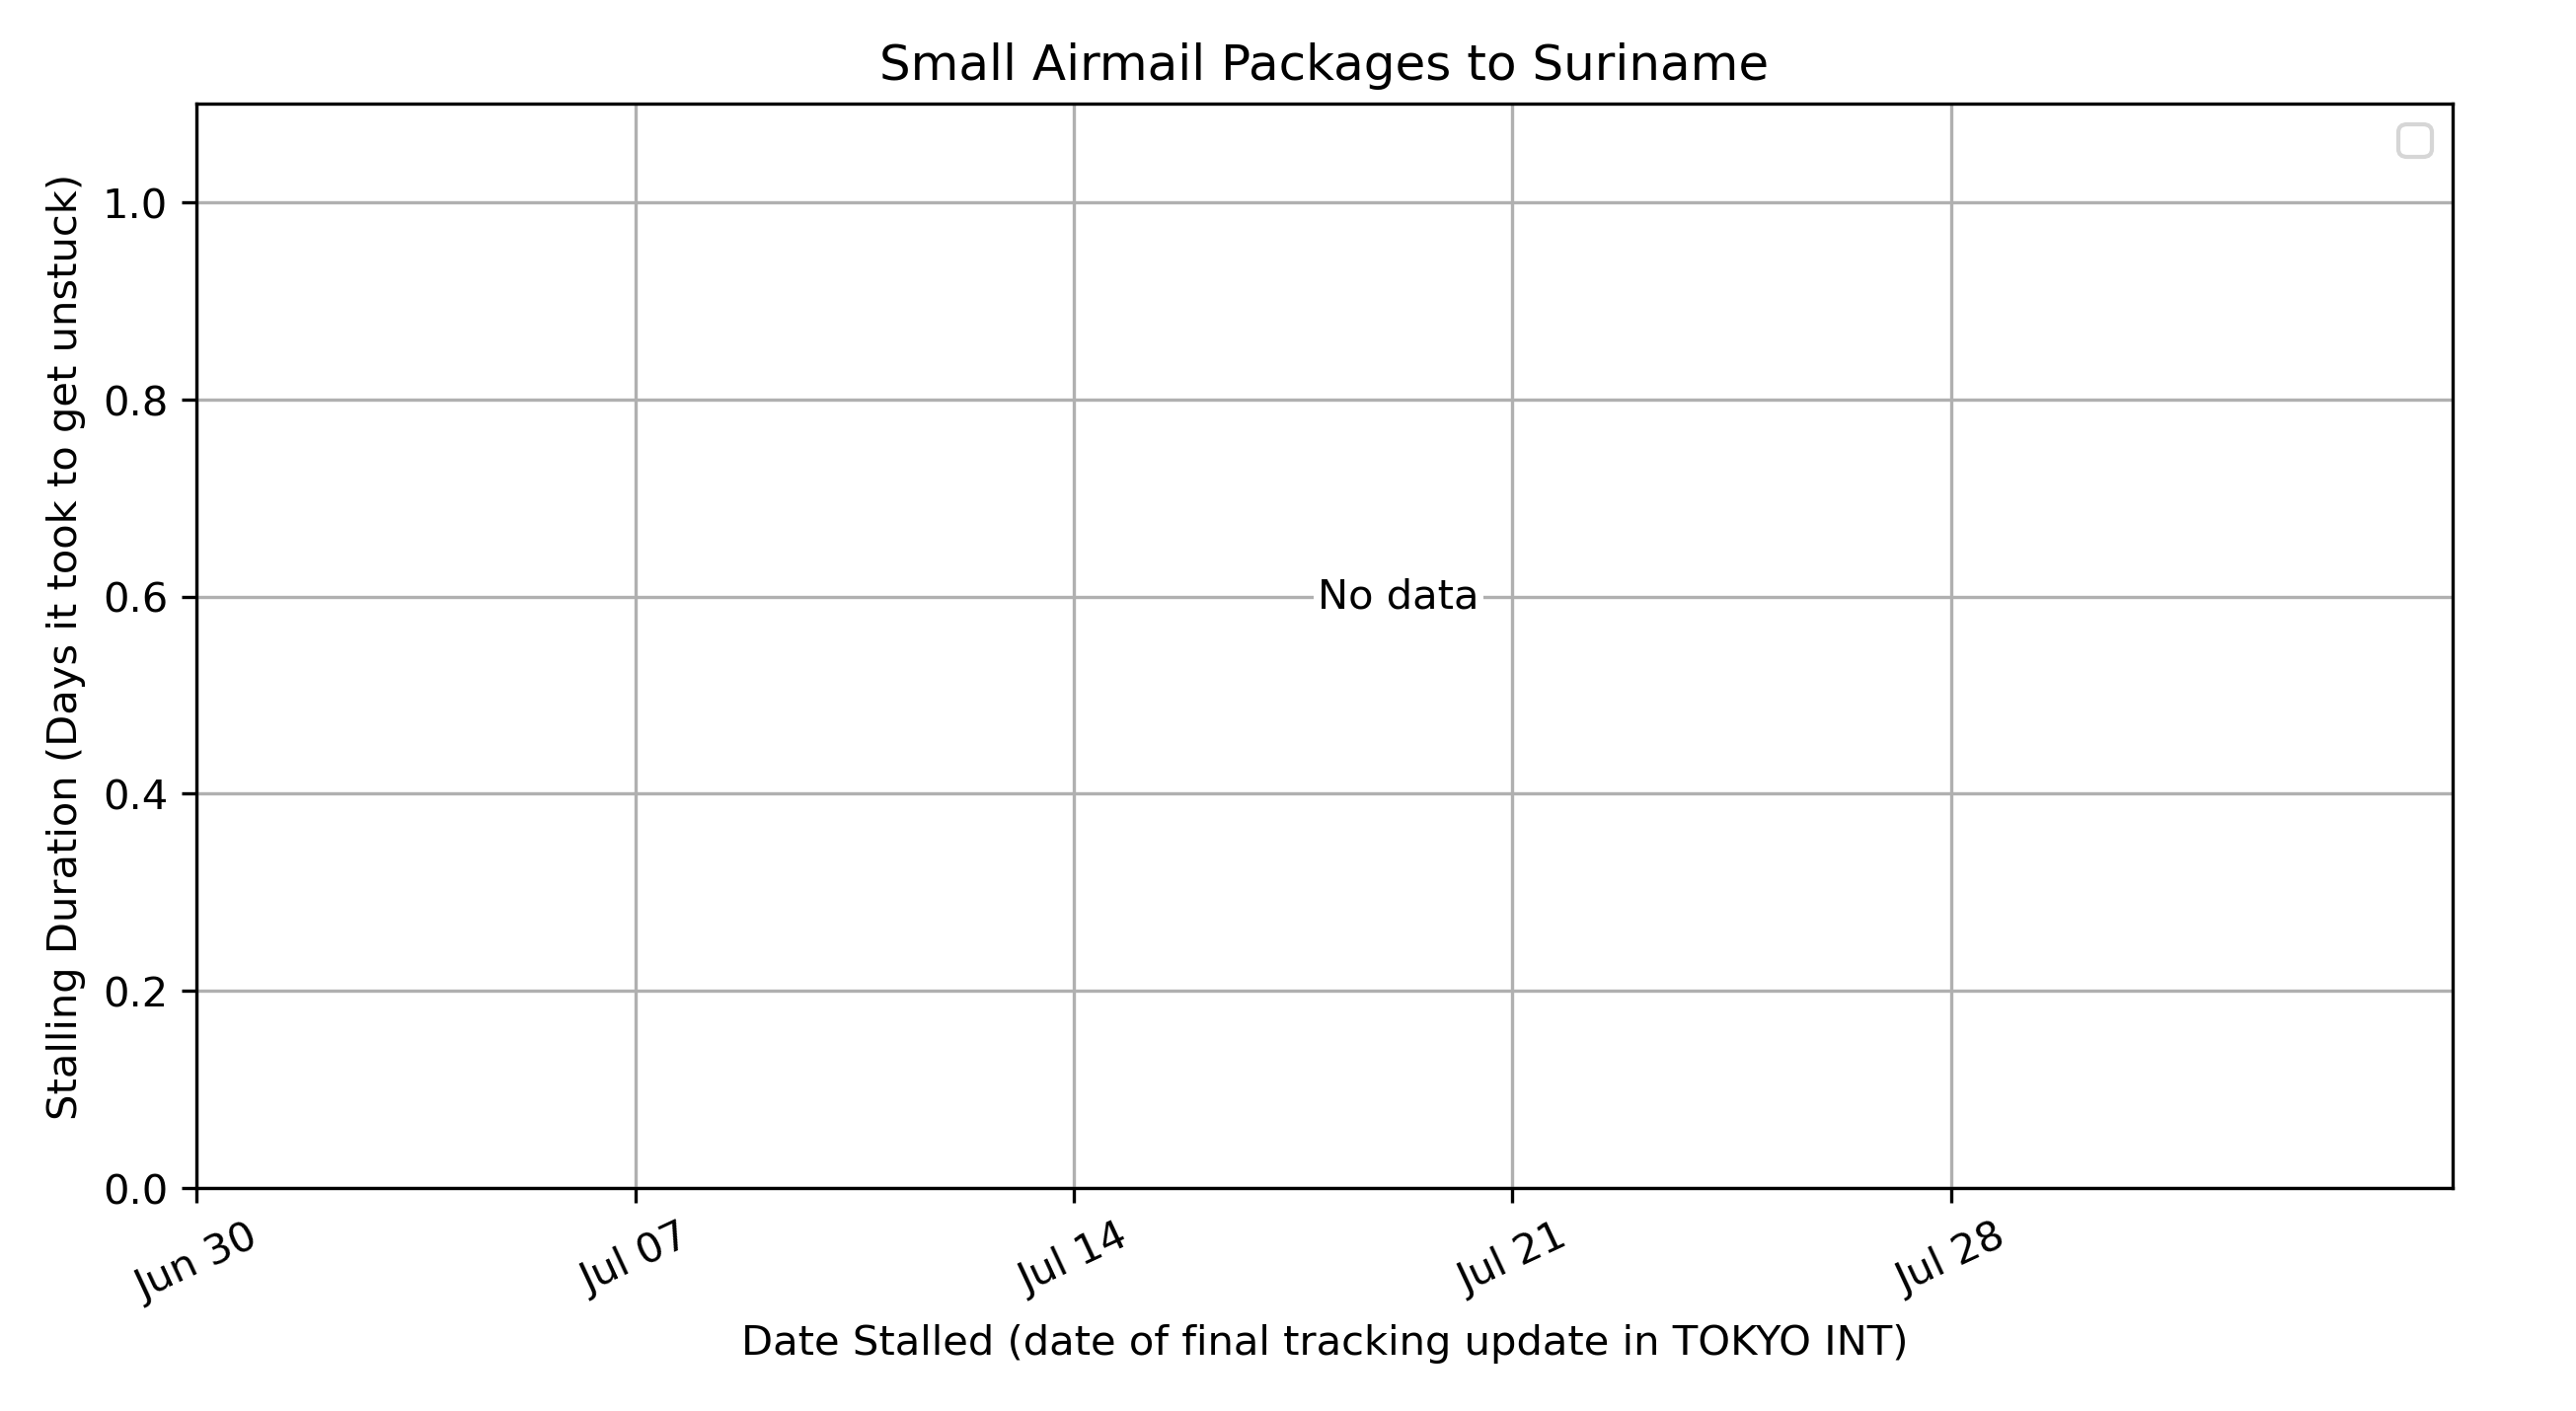 Small Airmail Packages to Suriname
Stalling Duration (Days it took to get unstuck)
1.0
0.8
0.6
0.4
0.2
0.0
No data
Jun 30
Jul 07
Jul 14
Jul 21
Jul 28
Date Stalled (date of final tracking update in TOKYO INT)